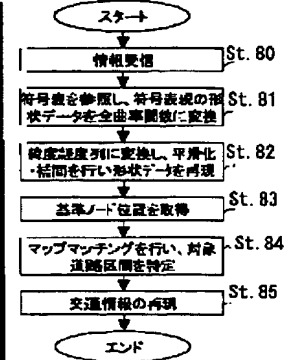 スタート
情報受信
St. 80
符号表を参照し、符号表現の形
状データを全曲率関数に変換
St. 81
緯度経度列に変換し、平滑化
・補間を行い形状データを再現
St. 82
基準ノード位置を取得
St. 83
マップマッチングを行い、対象
道路区間を特定
St. 84
交通情報の再現
St. 85
エンド